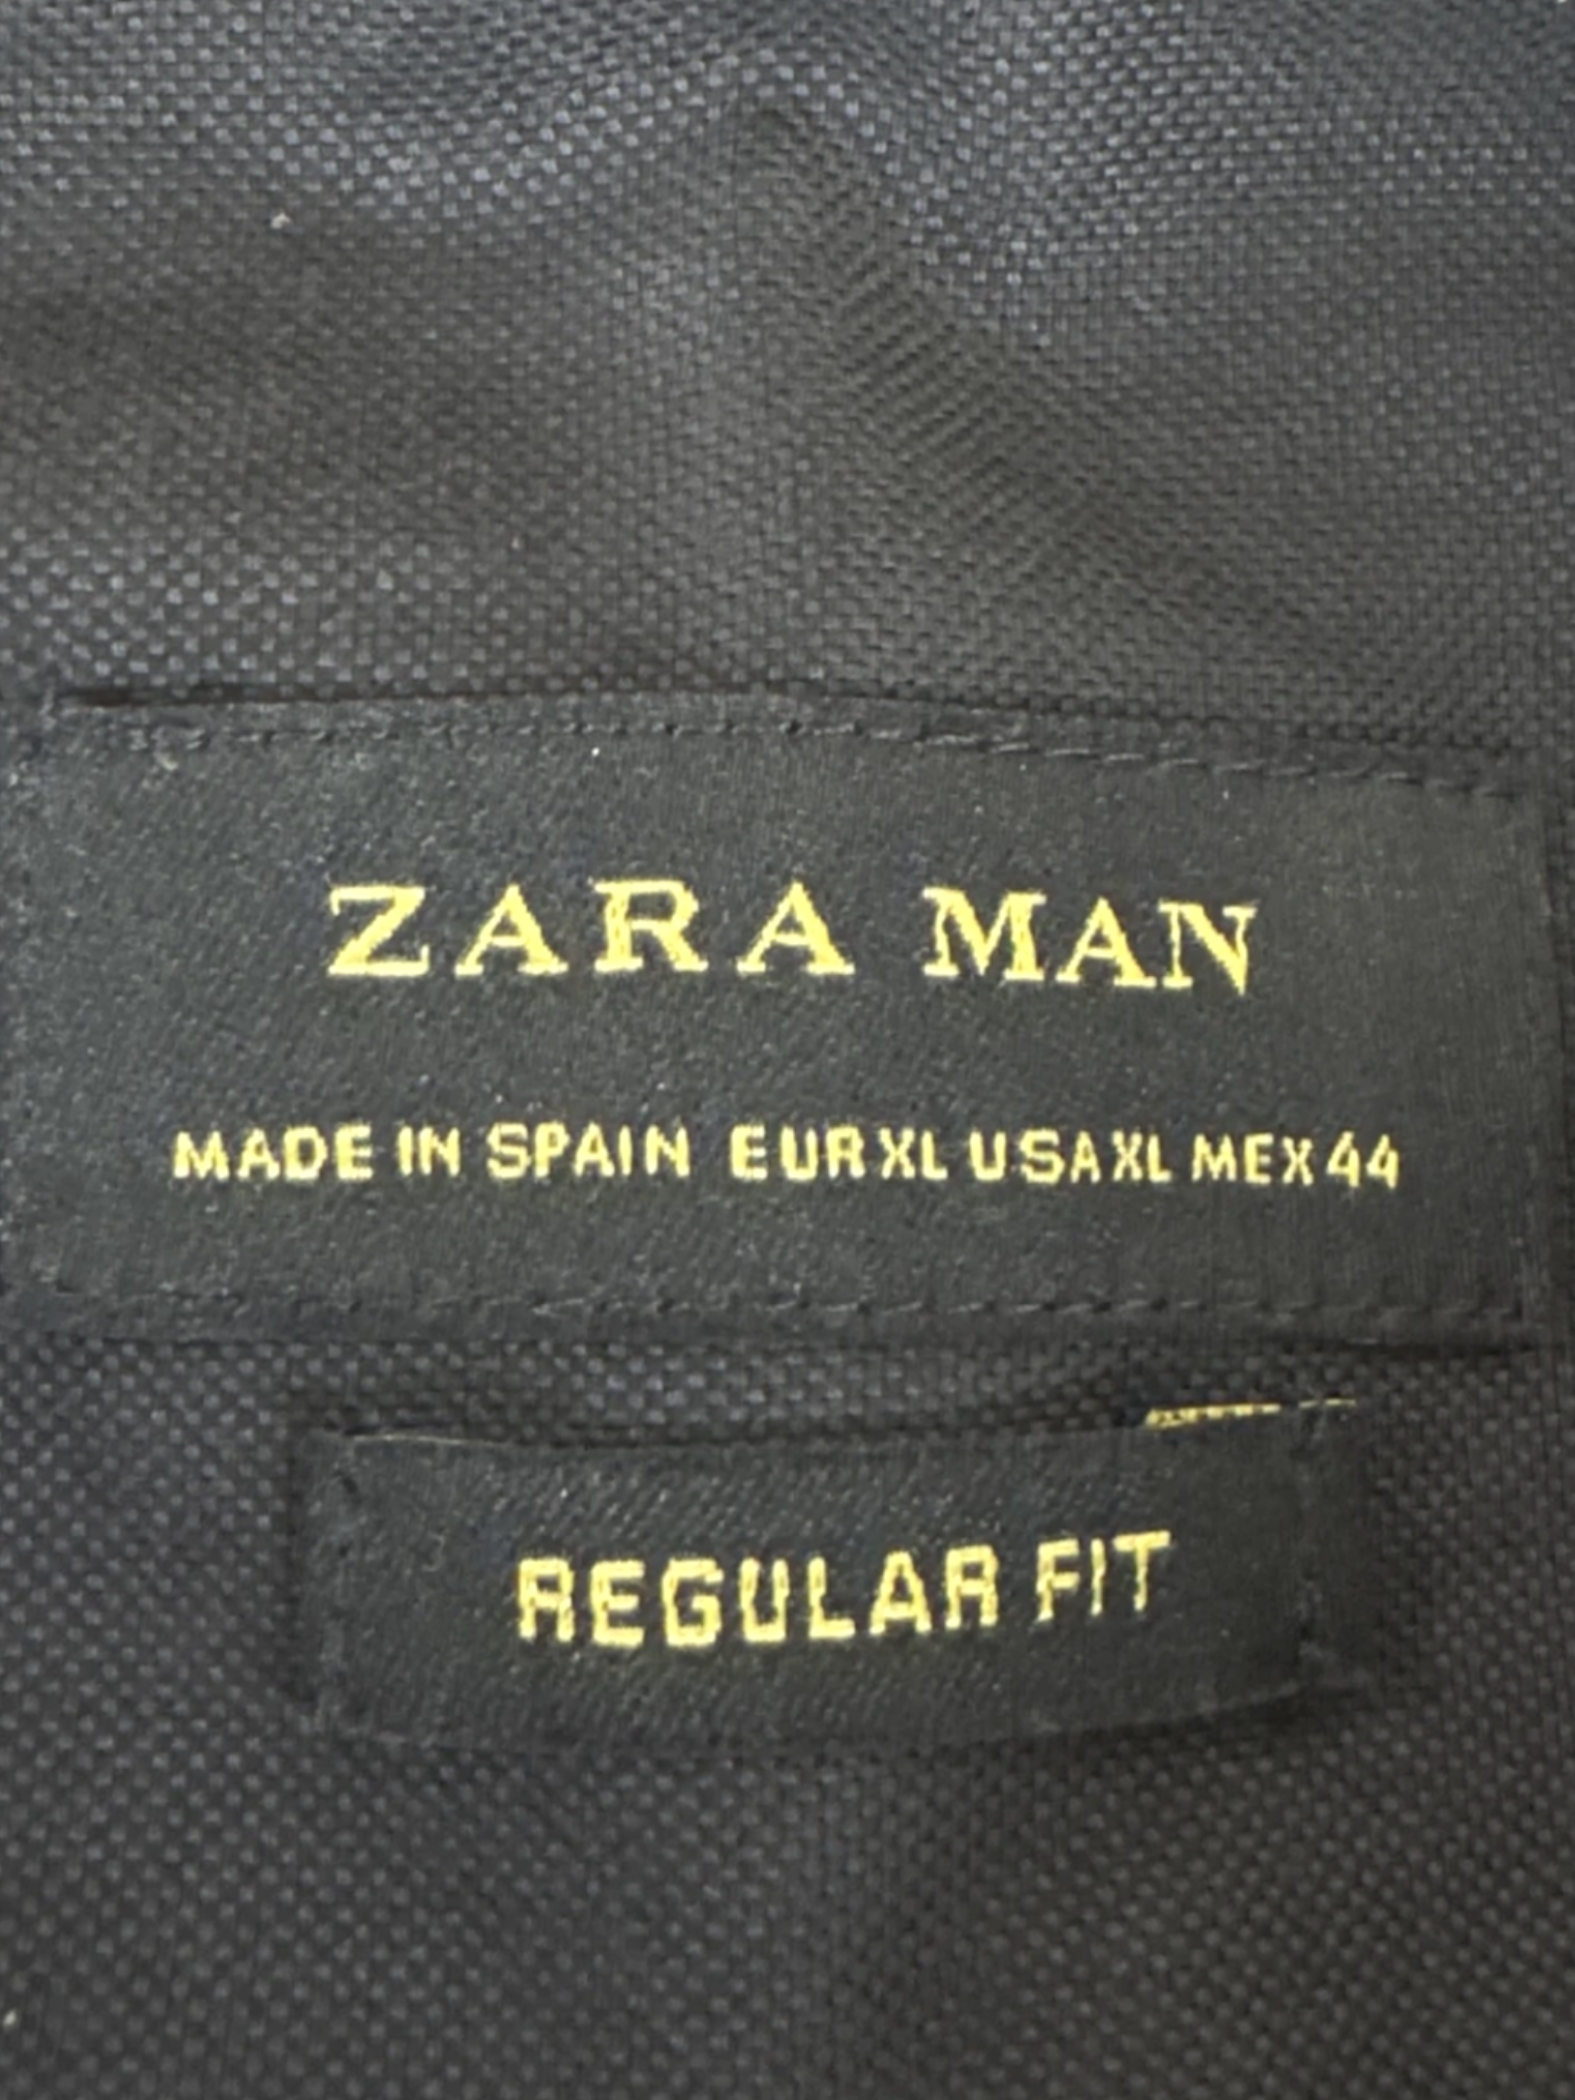 ZARA MAN
MADE IN SPAIN EUR XL USA XL MEX 44
REGULAR FIT